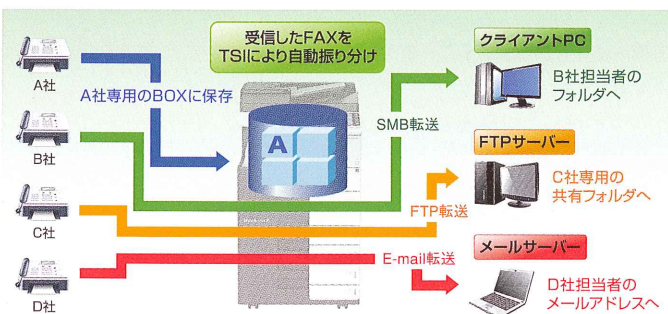 受信したFAXを
TSIにより自動振り分け
A社
A社専用のBOXに保存
B社
C社
D社
A
SMB転送
FTP転送
E-mail転送
クライアントPC
B社担当者の
フォルダへ
FTPサーバー
C社専用の
共有フォルダへ
メールサーバー
D社担当者の
メールアドレスへ